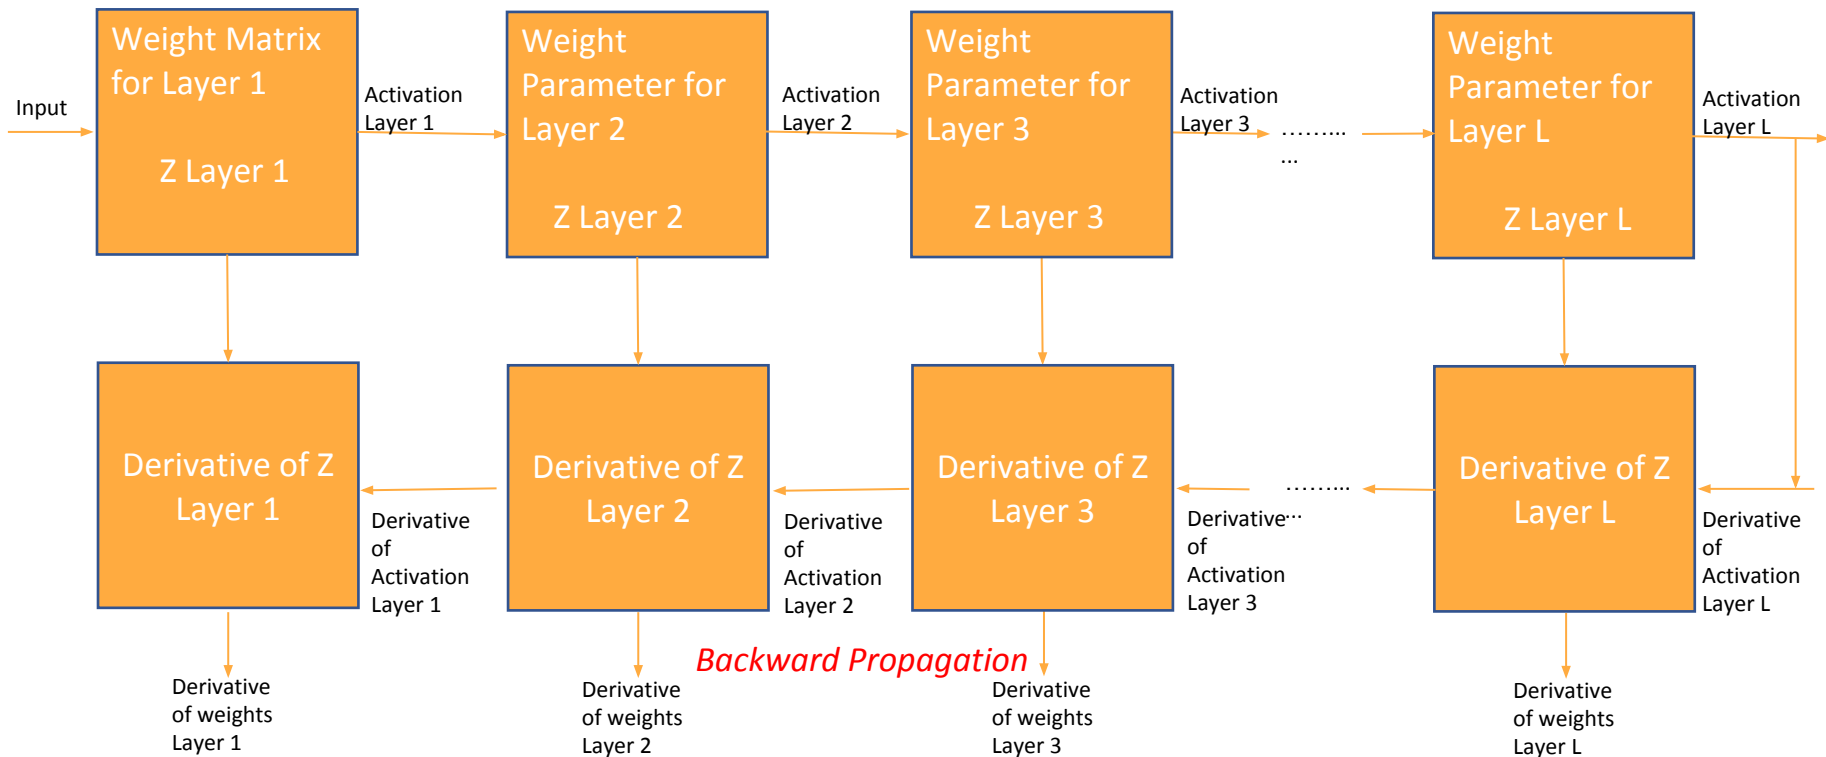 Input
Weight Matrix
for Layer 1
Z Layer 1
Activation
Layer 1
Weight
Parameter for
Layer 2
Z Layer 2
Activation
Layer 2
Weight
Parameter for
Layer 3
Z Layer 3
Activation
Layer 3
……...
...
Weight
Parameter for
Layer L
Z Layer L
Activation
Layer L
Derivative of Z
Layer 1
Derivative
of
Activation
Layer 1
Derivative of Z
Layer 2
Derivative
of
Activation
Layer 2
Derivative of Z
Layer 3
Derivative
of
Activation
Layer 3
……...
...
Derivative of Z
Layer L
Derivative
of
Activation
Layer L
Backward Propagation
Derivative
of weights
Layer 1
Derivative
of weights
Layer 2
Derivative
of weights
Layer 3
Derivative
of weights
Layer L